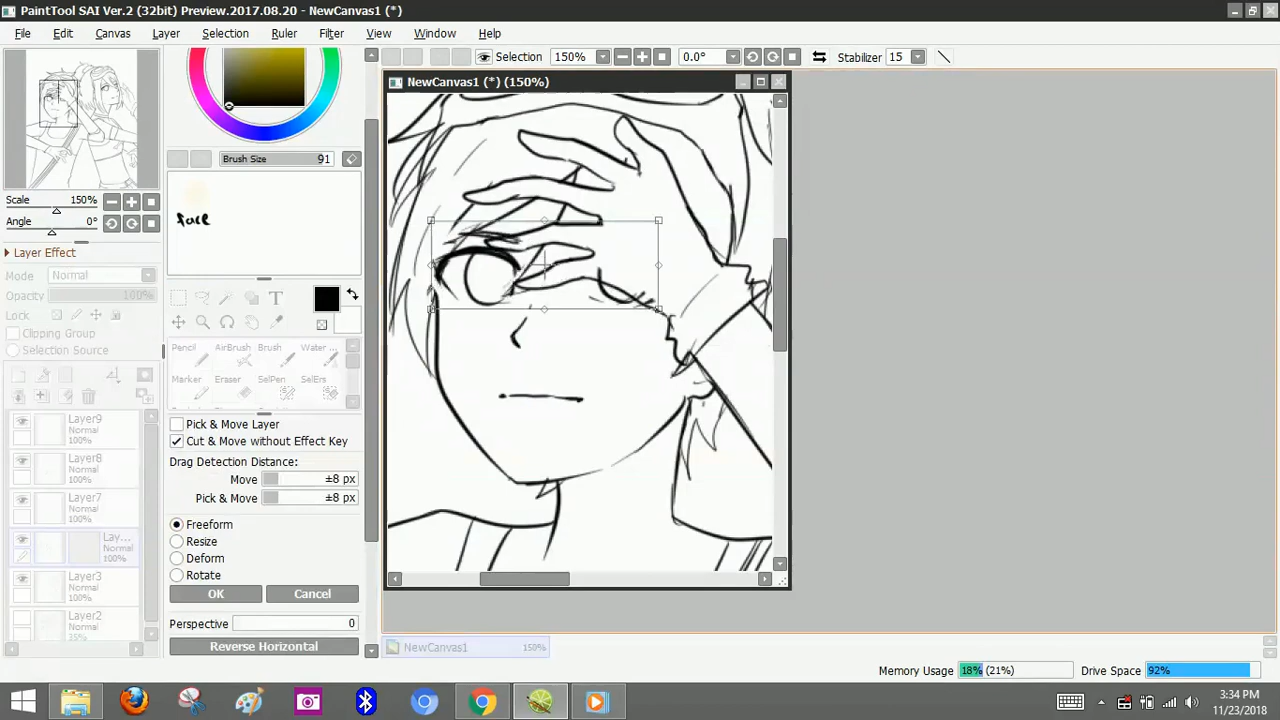 PaintTool SAI Ver.2 (32bit) Preview.2017.08.20 - NewCanvas1 (*)
File Edit Canvas Layer Selection Ruler Filter View Window Help
Selection 150% 0.0° Stabilizer 15
NewCanvas1 (*) (150%)
Scale 150%
Angle 0°
Layer Effect
Mode Normal
Opacity 100%
Lock
Clipping Group
Selection Source
Layer9
Normal
100%
Layer8
Normal
100%
Layer7
Normal
100%
Lay...
Normal
100%
Layer3
Normal
100%
Layer2
Normal
35%
Brush Size 91
face
T
Pencil AirBrush Brush Water ...
Marker Eraser SelPen SelErs
Pick & Move Layer
Cut & Move without Effect Key
Drag Detection Distance:
Move ±8 px
Pick & Move ±8 px
Freeform
Resize
Deform
Rotate
OK Cancel
Perspective 0
Reverse Horizontal
NewCanvas1 150%
Memory Usage 18% (21%) Drive Space 92%
3:34 PM
11/23/2018